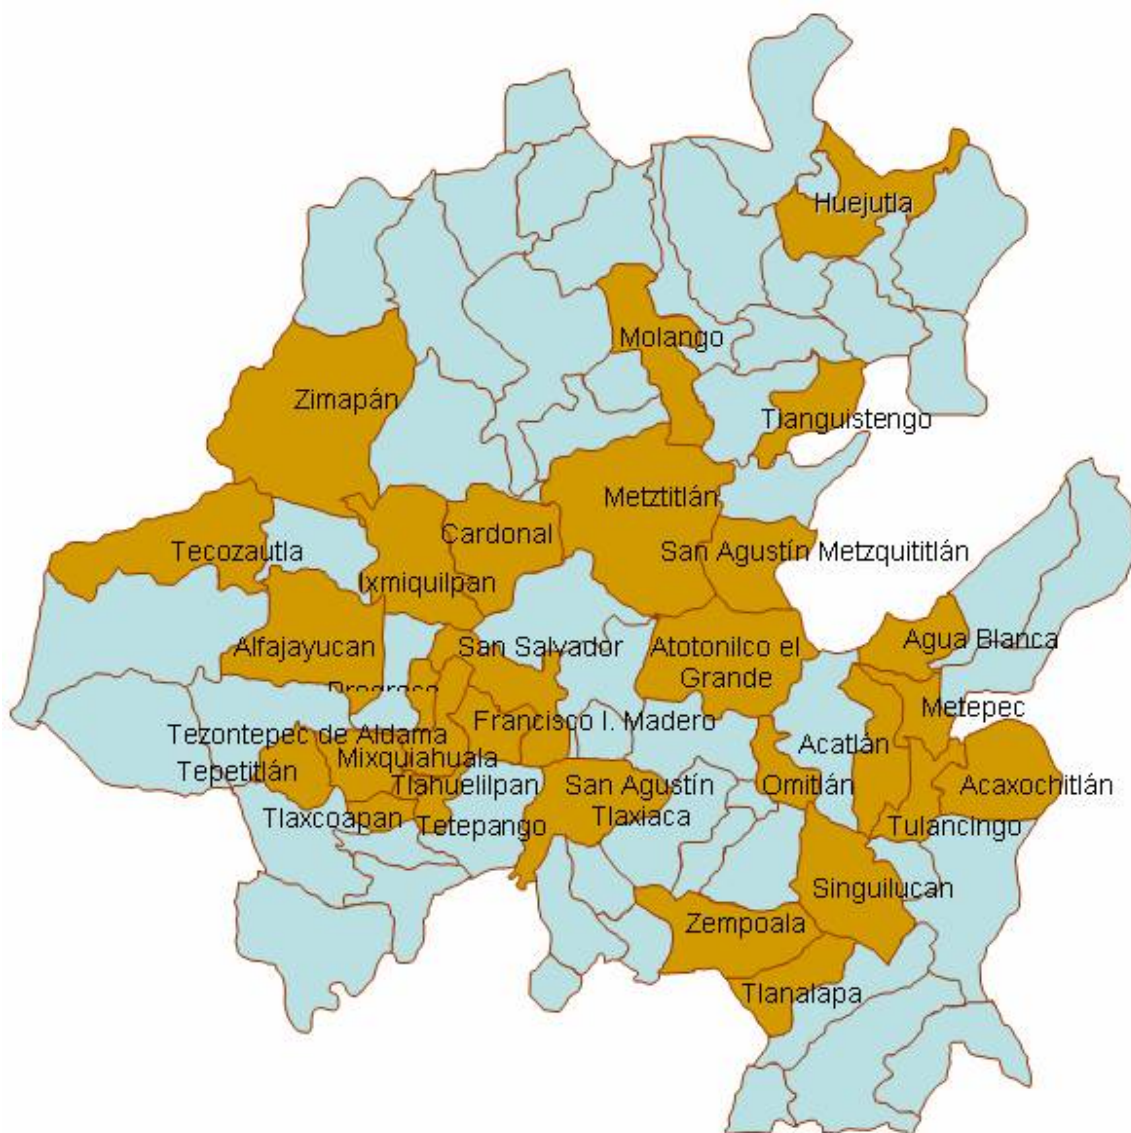 Huejutla
Molango
Zimapán
Tianguistengo
Metztitlán
Cardonal
Tecozautla
San Agustín Metzquititlán
Ixmiquilpan
Alfajayucan
San Salvador
Atotonilco el
Grande
Agua Blanca
Progreso
Metepec
Francisco I. Madero
Tezontepec de Aldama
Acatlán
Mixquiahuala
Tepetitlán
Tlahuelilpan
San Agustín
Tlaxiaca
Omitlán
Acaxochitlán
Tlaxcoapan
Tetepango
Tulancingo
Singuilucan
Zempoala
Tlanalapa